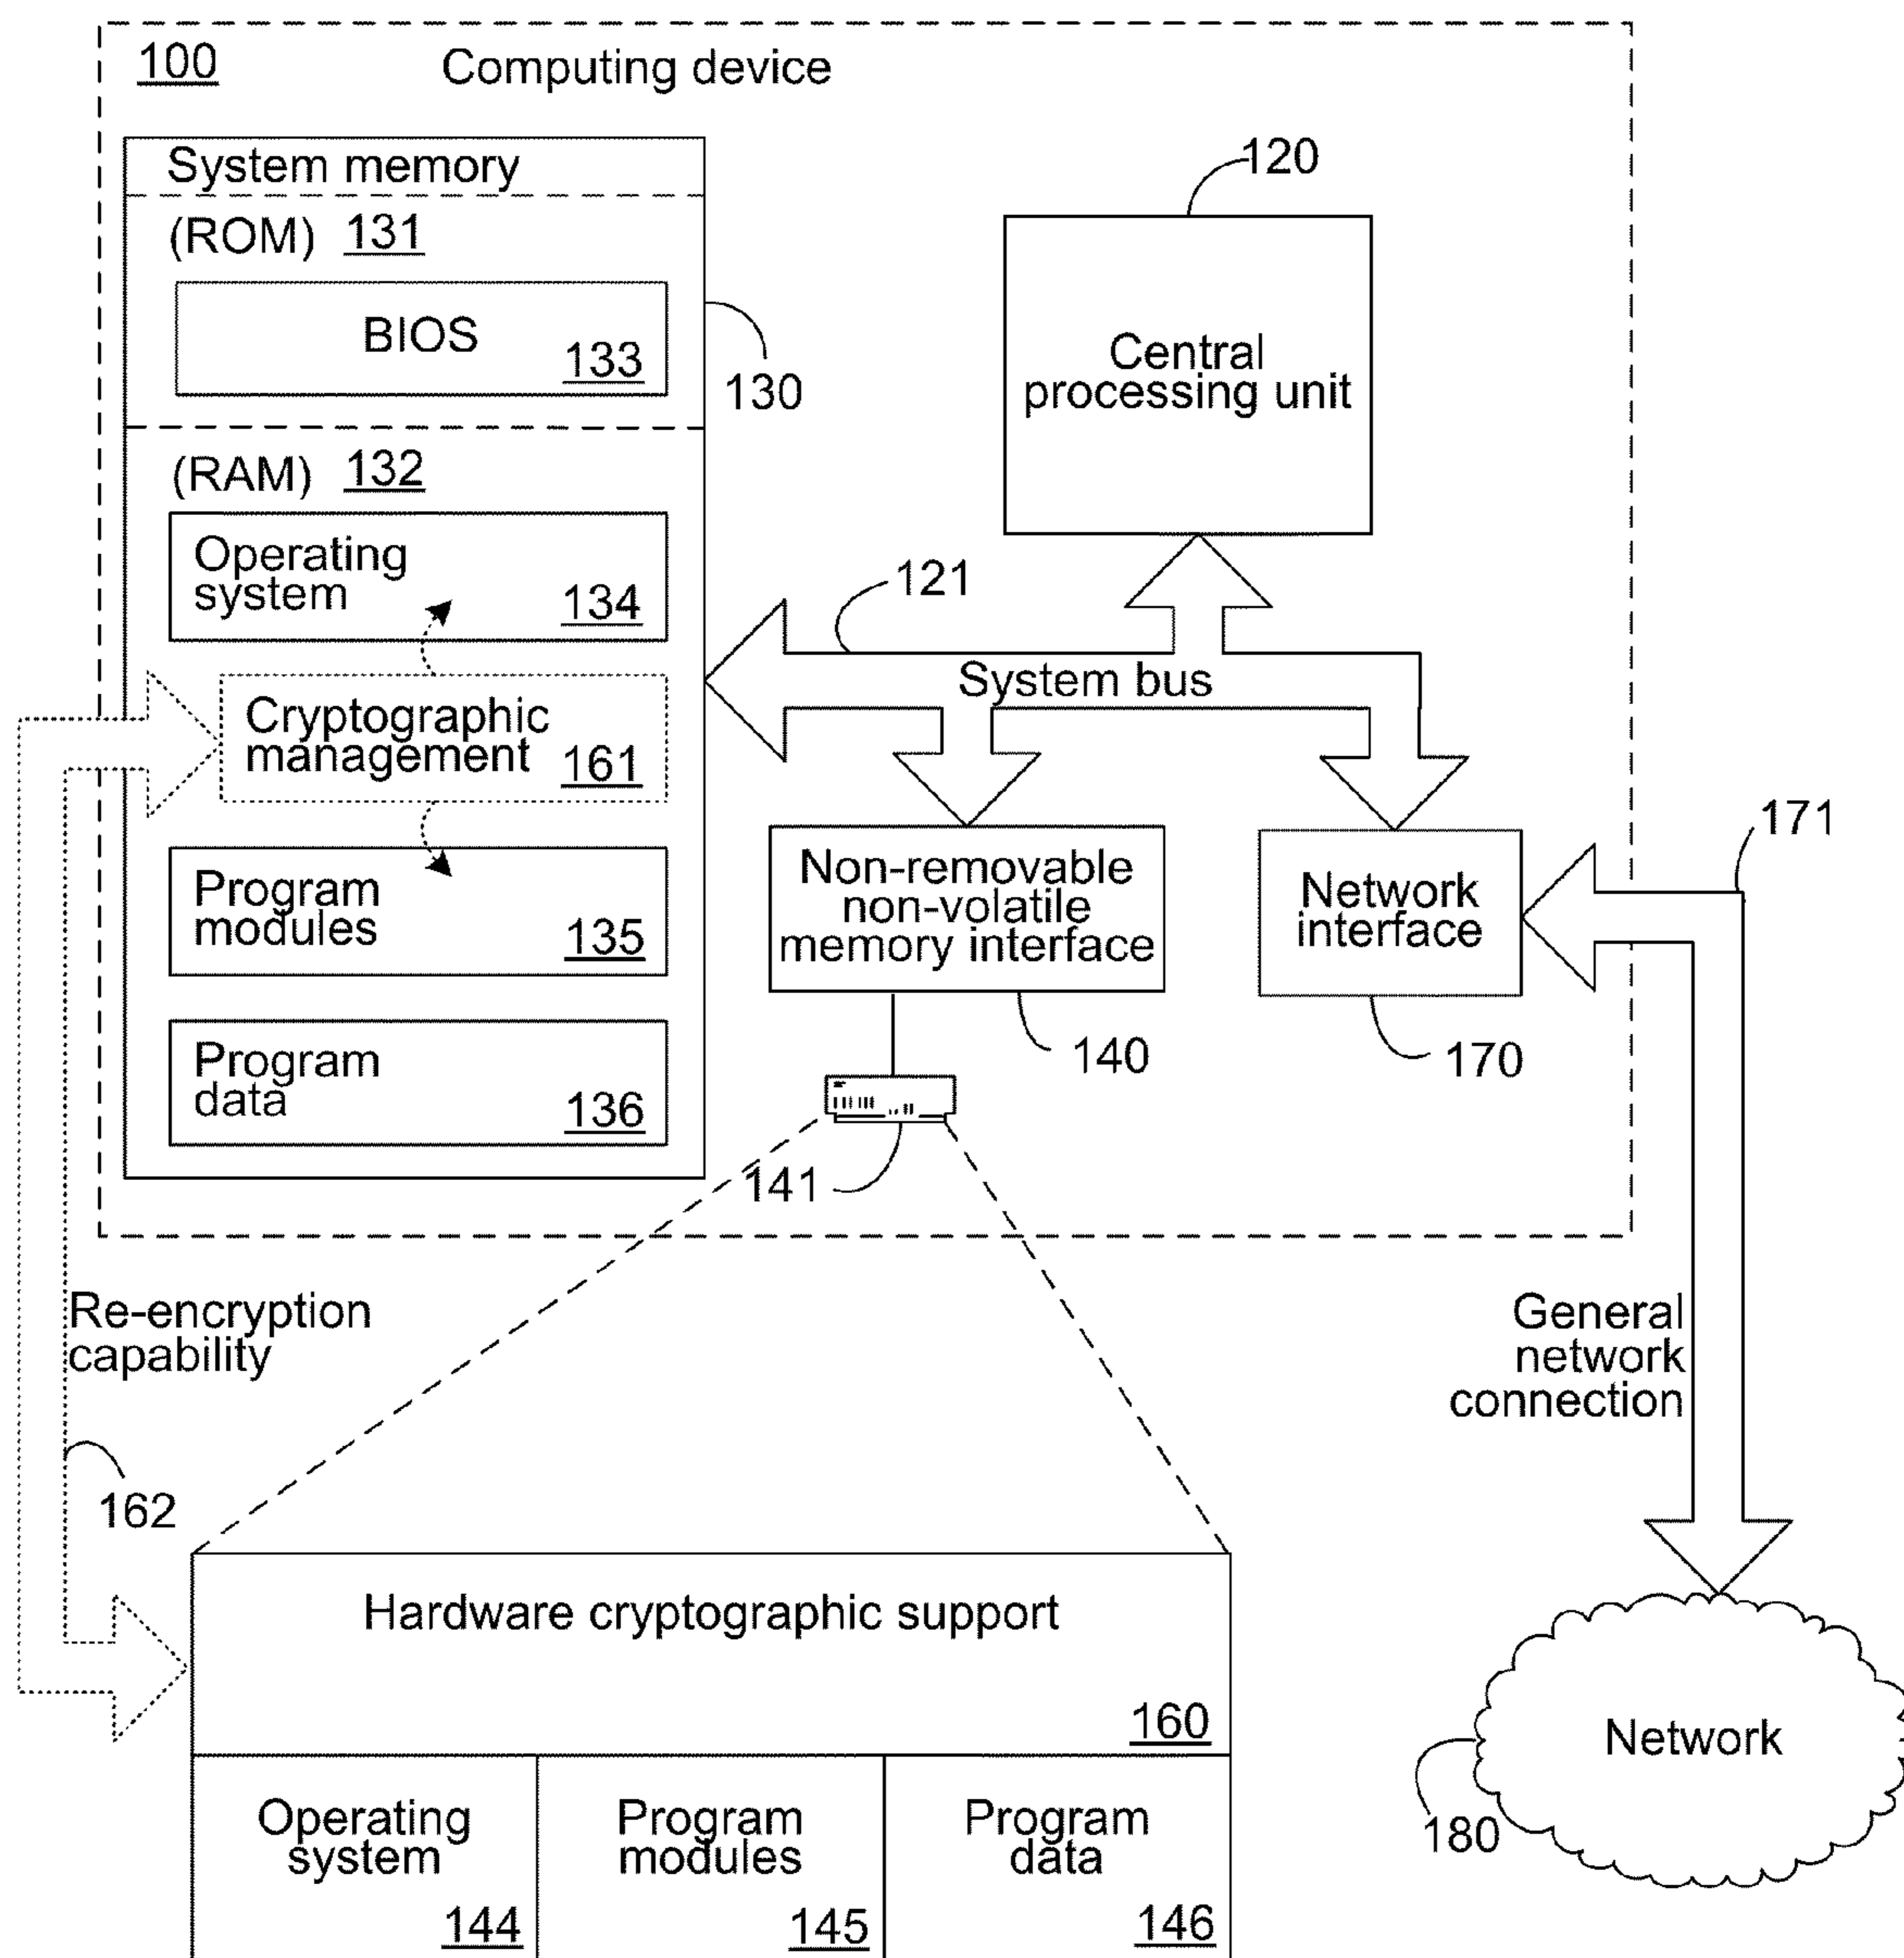 100 Computing device
System memory
(ROM) 131
BIOS
133
130
120
Central
processing unit
(RAM) 132
Operating
system
134
121
System bus
Cryptographic
management
161
Program
modules
135
Program
data
136
Non-removable
non-volatile
memory interface
140
141
Network
interface
170
171
Re-encryption
capability
162
General
network
connection
Hardware cryptographic support
160
Operating
system
144
Program
modules
145
Program
data
146
Network
180